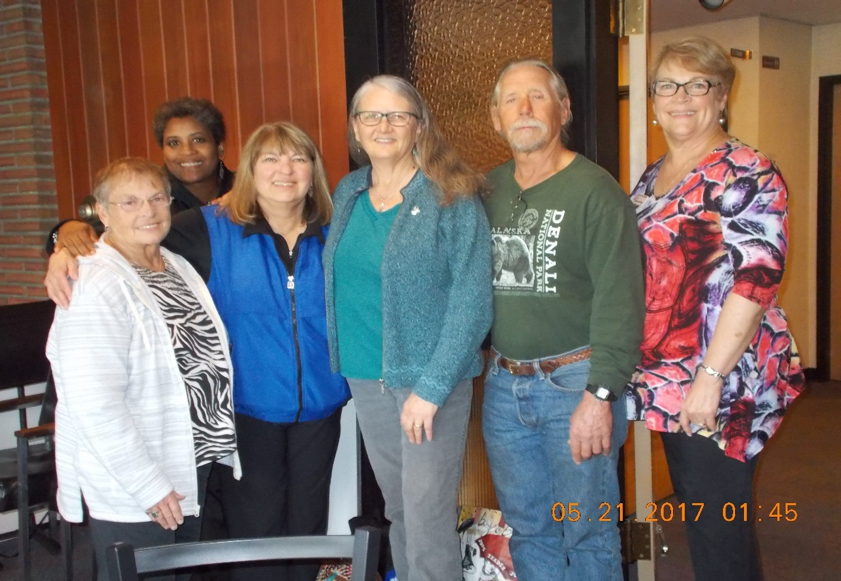 ALASKA
DENALI
NATIONAL PARK
05.21 2017 01:45